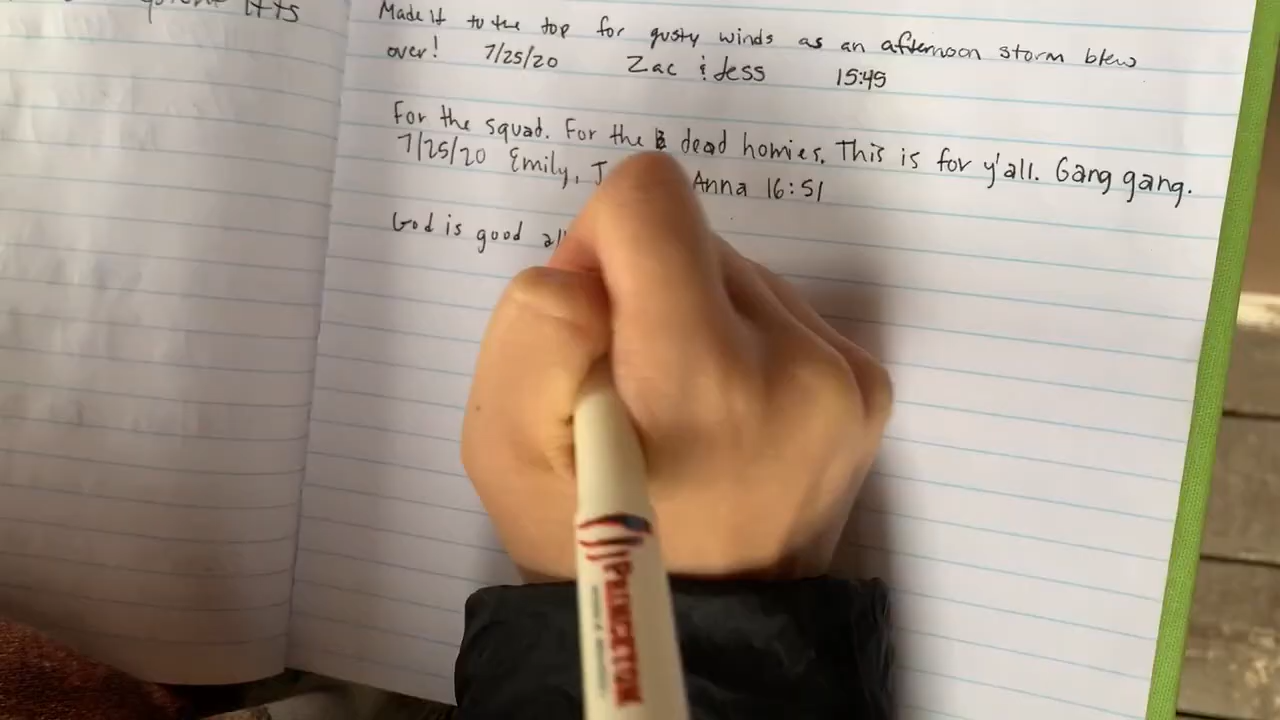 Made it to the top for gusty winds as an afternoon storm blew
over! 7/25/20 Zac & Jess 15:45
For the squad. For the dead homies. This is for y'all. Gang gang.
7/25/20 Emily, Anna 16:51
God is good all
PRINCETON